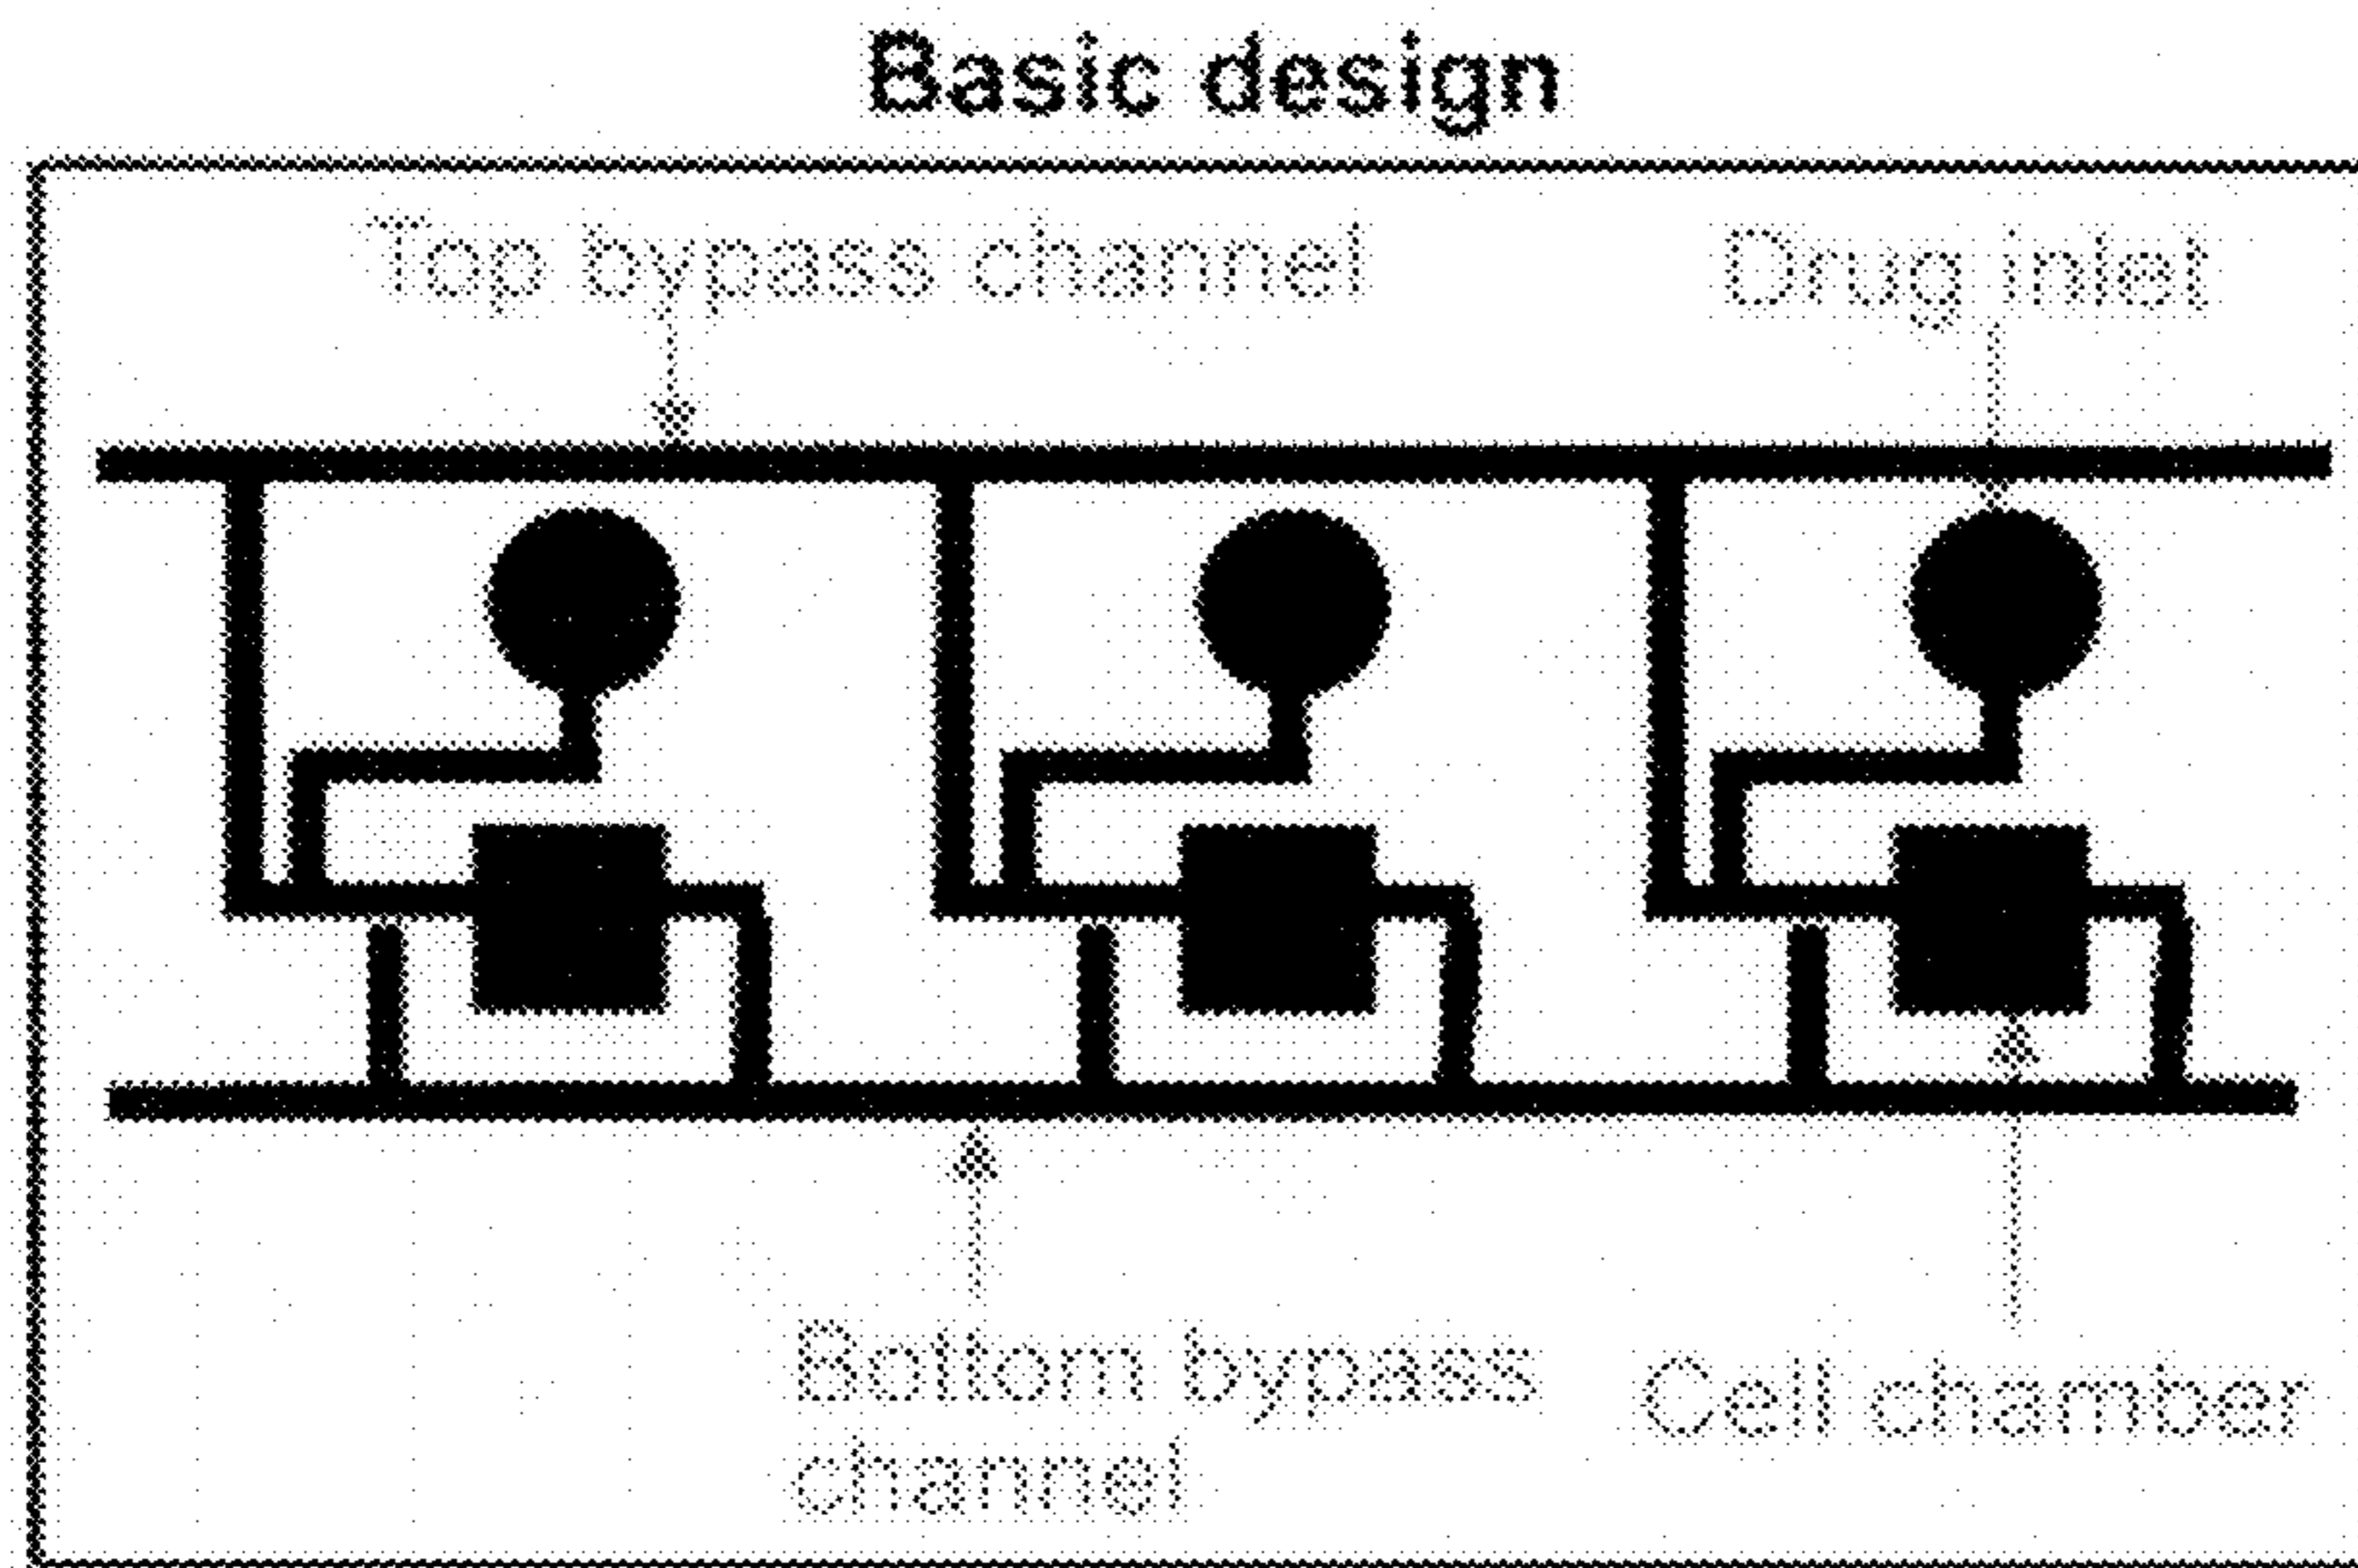 Basic design
Top bypass channel
Drug inlet
Bottom bypass
channel
Cell chamber